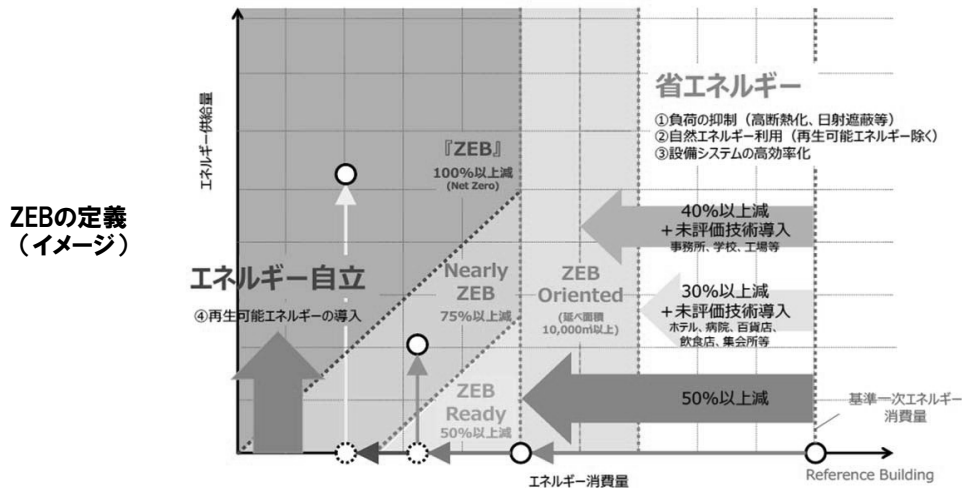 ZEBの定義
(イメージ)
エネルギー供給量
『ZEB』
100%以上減
(Net Zero)
省エネルギー
①負荷の抑制（高断熱化、日射遮蔽等）
②自然エネルギー利用（再生可能エネルギー除く）
③設備システムの高効率化
40%以上減
＋未評価技術導入
事務所、学校、工場等
エネルギー自立
④再生可能エネルギーの導入
Nearly
ZEB
75%以上減
ZEB
Oriented
(延べ面積
10,000㎡以上)
30%以上減
＋未評価技術導入
ホテル、病院、百貨店、
飲食店、集会所等
ZEB
Ready
50%以上減
50%以上減
基準一次エネルギー
消費量
エネルギー消費量
Reference Building